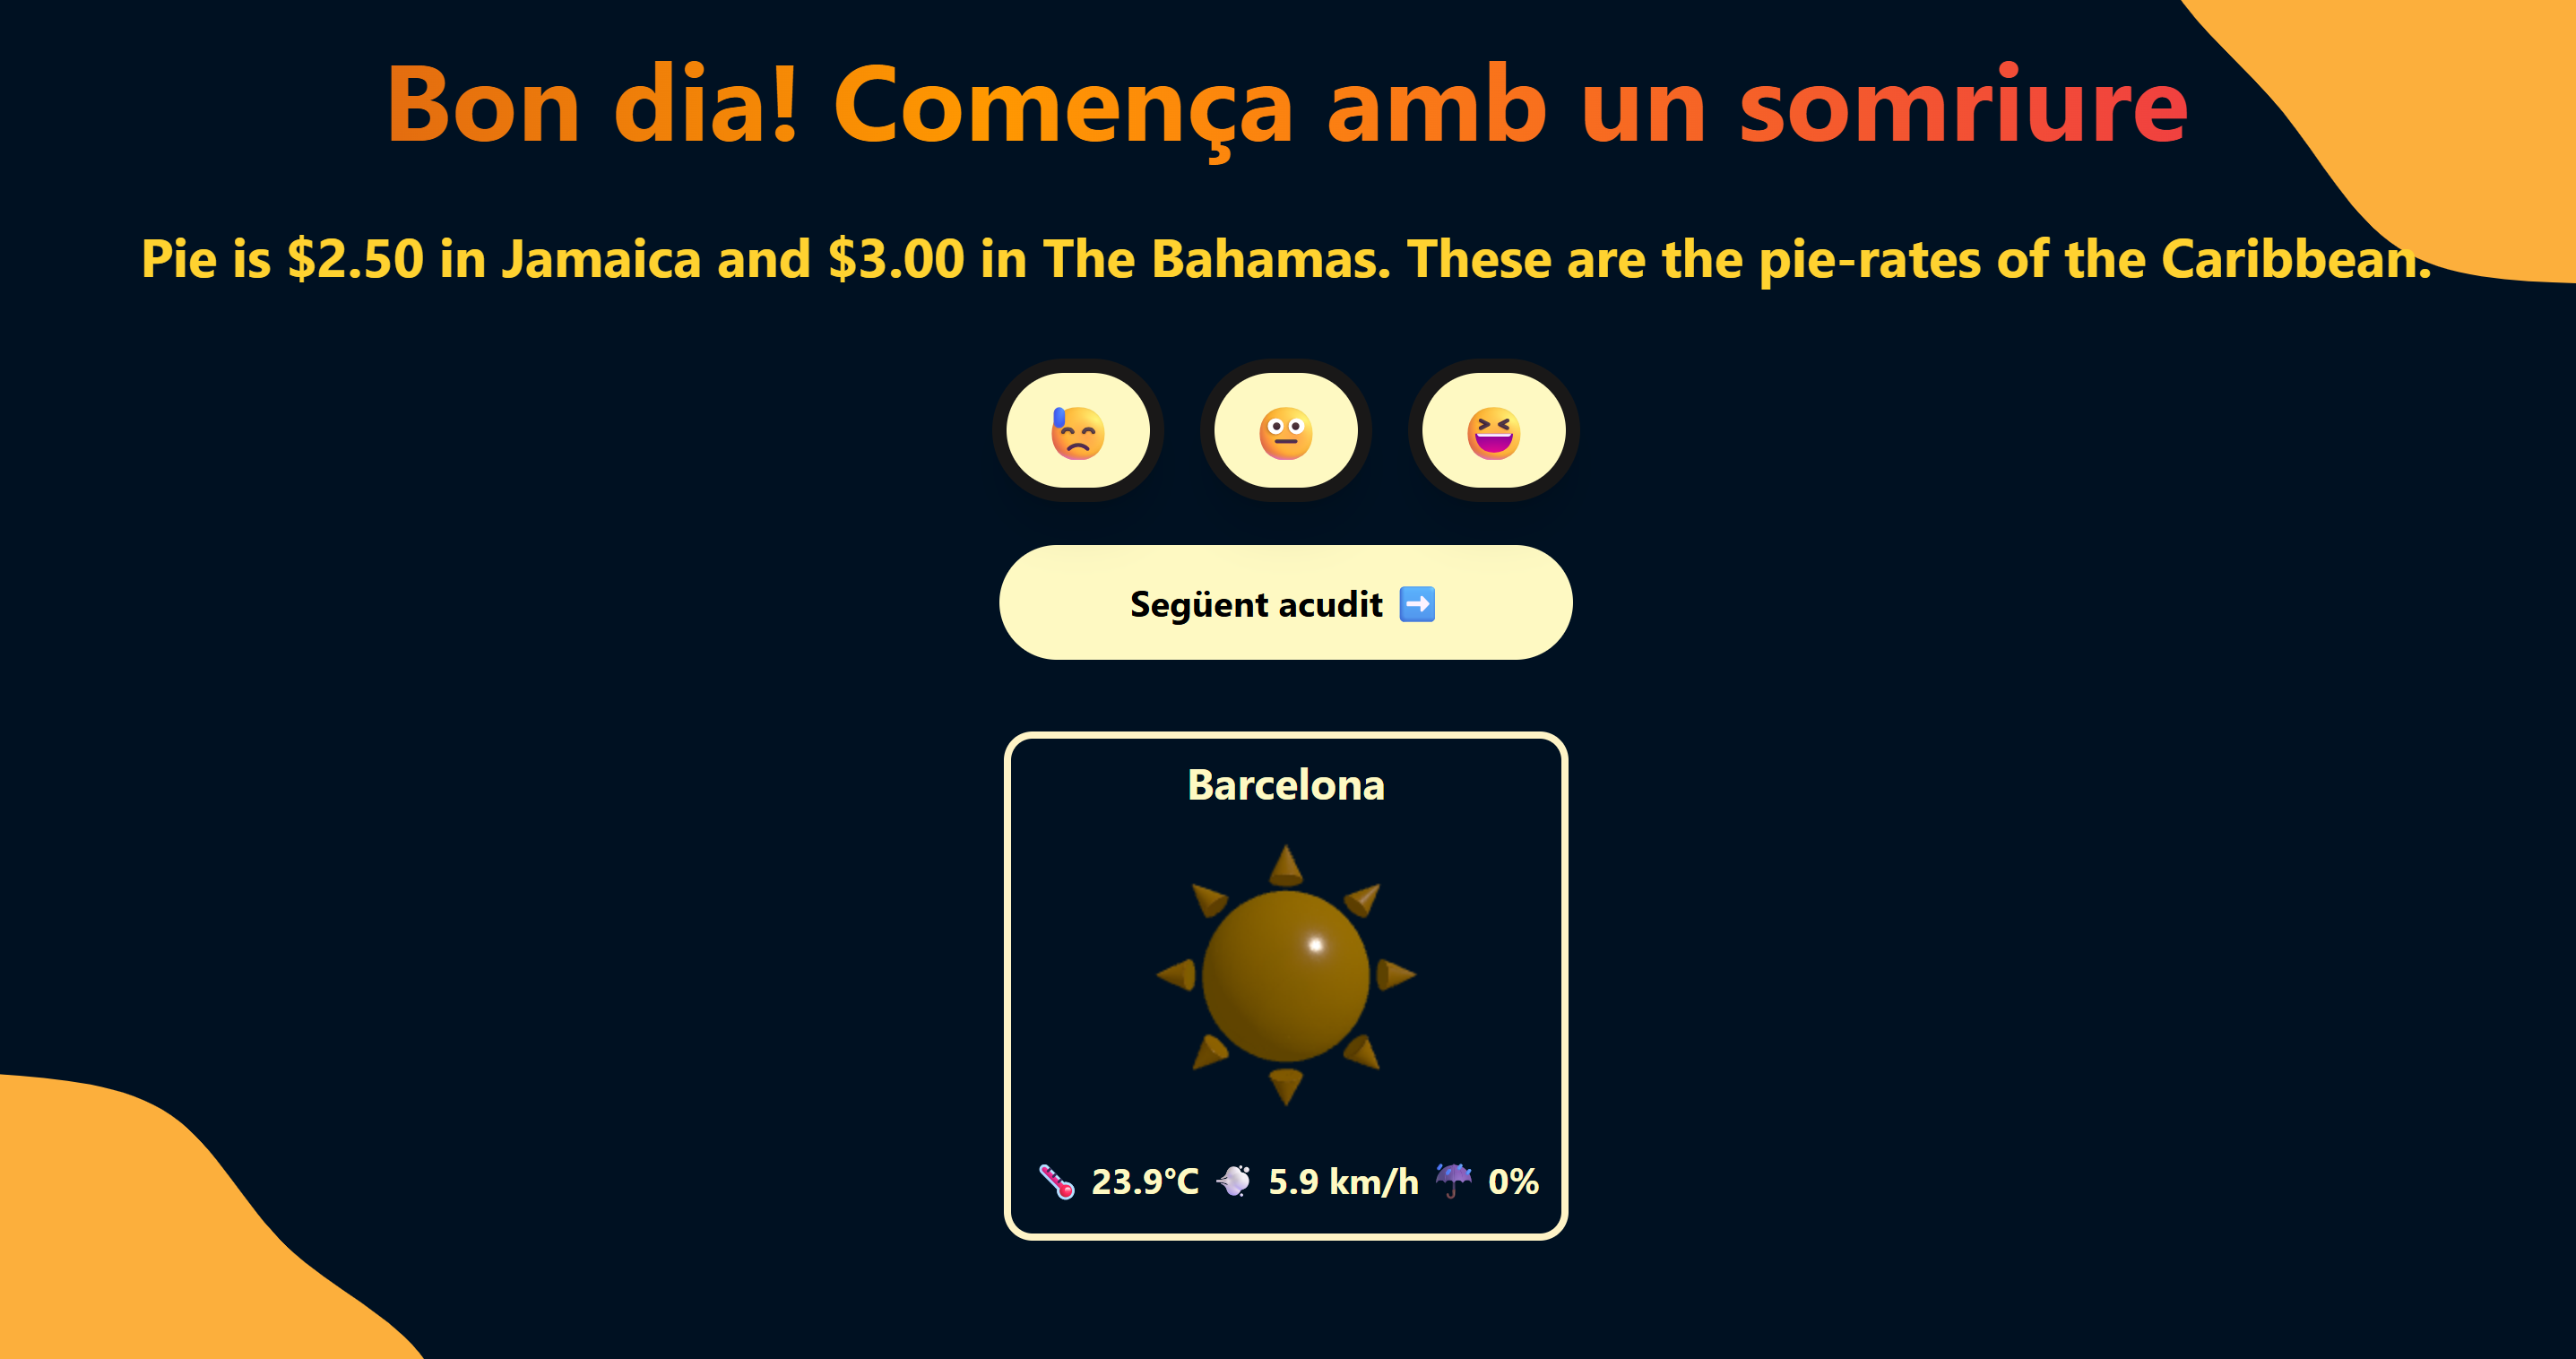 Bon dia! Comença amb un somriure
Pie is $2.50 in Jamaica and $3.00 in The Bahamas. These are the pie-rates of the Caribbean.
Següent acudit ➡️
Barcelona
23.9°C 5.9 km/h 0%